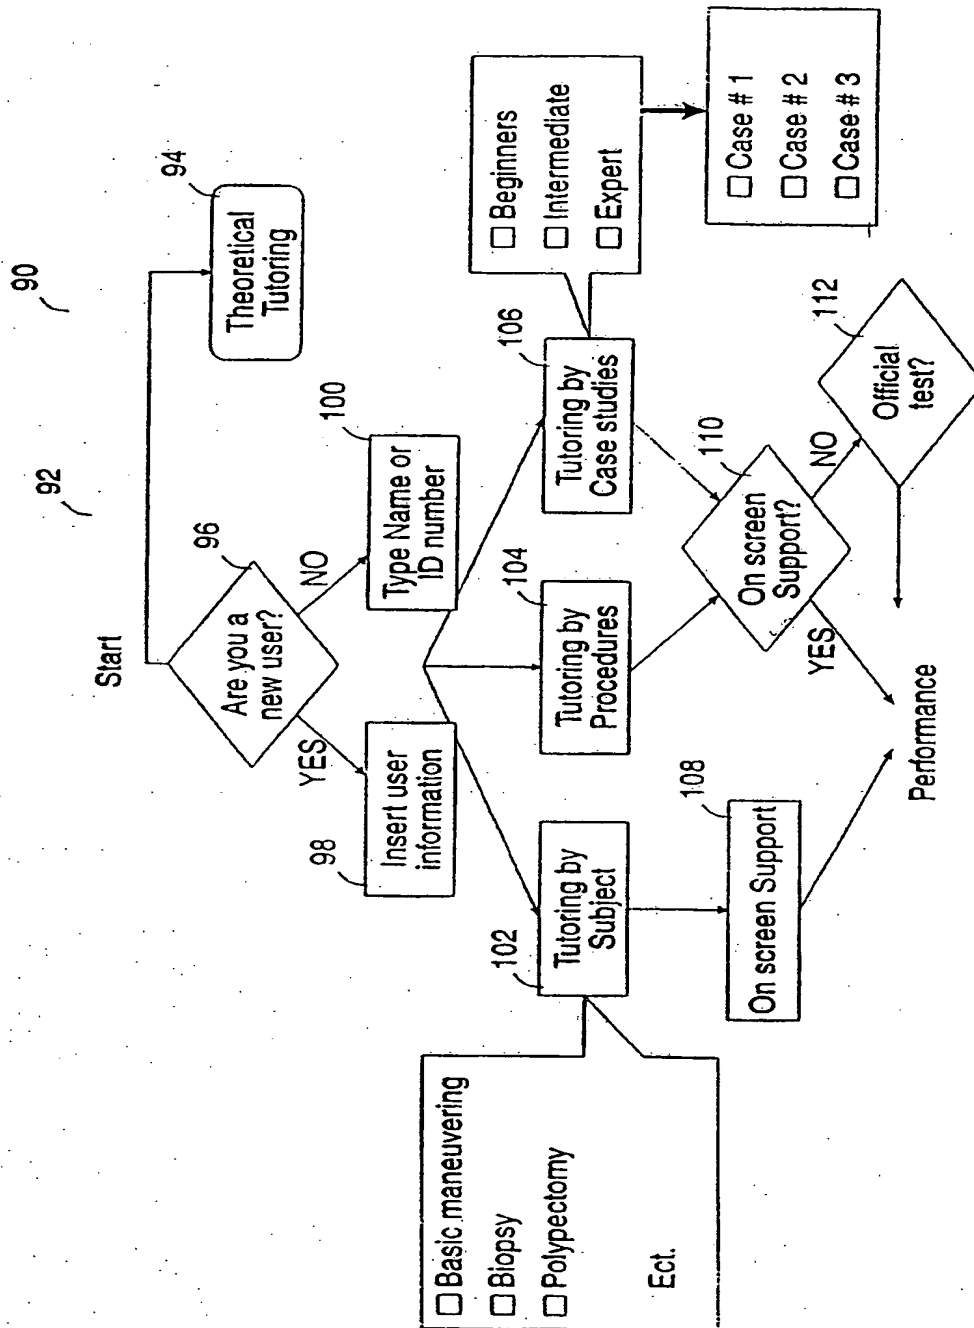 90
92
Start
94
Theoretical
Tutoring
96
Are you a
new user?
YES
NO
98
Insert user
information
100
Type Name or
ID number
Basic maneuvering
Biopsy
Polypectomy
Ect.
102
Tutoring by
Subject
104
Tutoring by
Procedures
106
Tutoring by
Case studies
Beginners
Intermediate
Expert
Case # 1
Case # 2
Case # 3
108
On screen Support
110
On screen
Support?
YES
NO
112
Official
test?
Performance